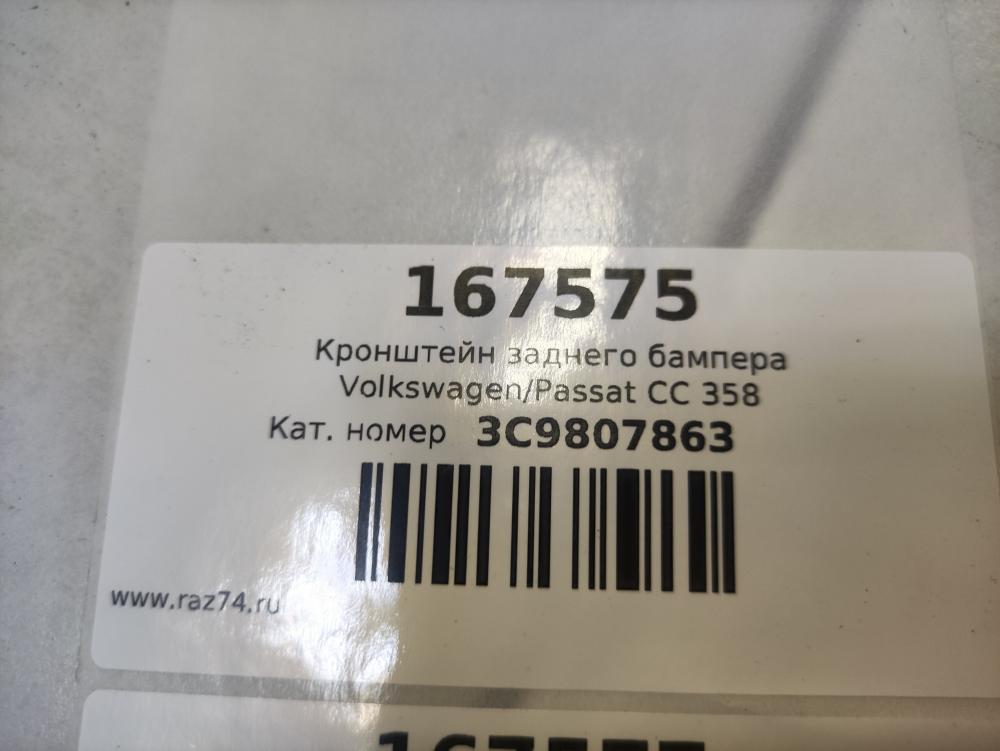 167575
Кронштейн заднего бампера
Volkswagen/Passat CC 358
Кат. номер 3C9807863
www.raz74.ru